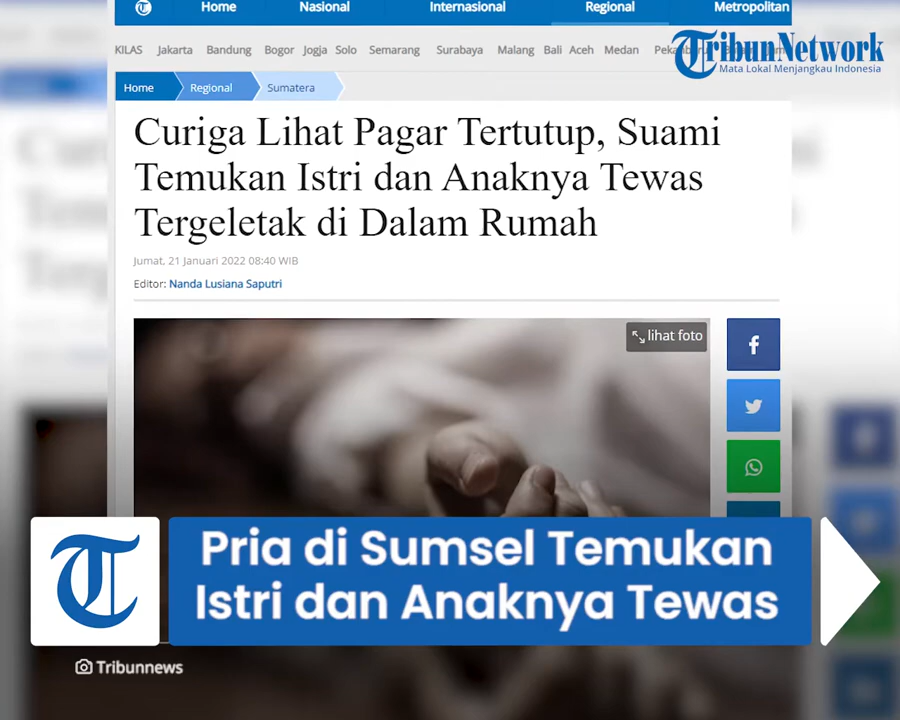 Home Nasional Internasional Regional Metropolitan
KILAS Jakarta Bandung Bogor Jogja Solo Semarang Surabaya Malang Bali Aceh Medan
TribunNetwork
Mata Lokal Menjangkau Indonesia
Home Regional Sumatera
Curiga Lihat Pagar Tertutup, Suami
Temukan Istri dan Anaknya Tewas
Tergeletak di Dalam Rumah
Jumat, 21 Januari 2022 08:40 WIB
Editor: Nanda Lusiana Saputri
lihat foto
Pria di Sumsel Temukan
Istri dan Anaknya Tewas
Tribunnews